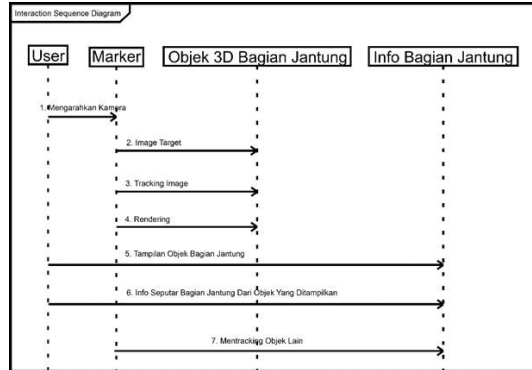 Interaction Sequence Diagram
User
Marker
Objek 3D Bagian Jantung
Info Bagian Jantung
1. Mengarahkan Kamera
2. Image Target
3. Tracking Image
4. Rendering
5. Tampilan Objek Bagian Jantung
6. Info Seputar Bagian Jantung Dari Objek Yang Ditampilkan
7. Mentracking Objek Lain